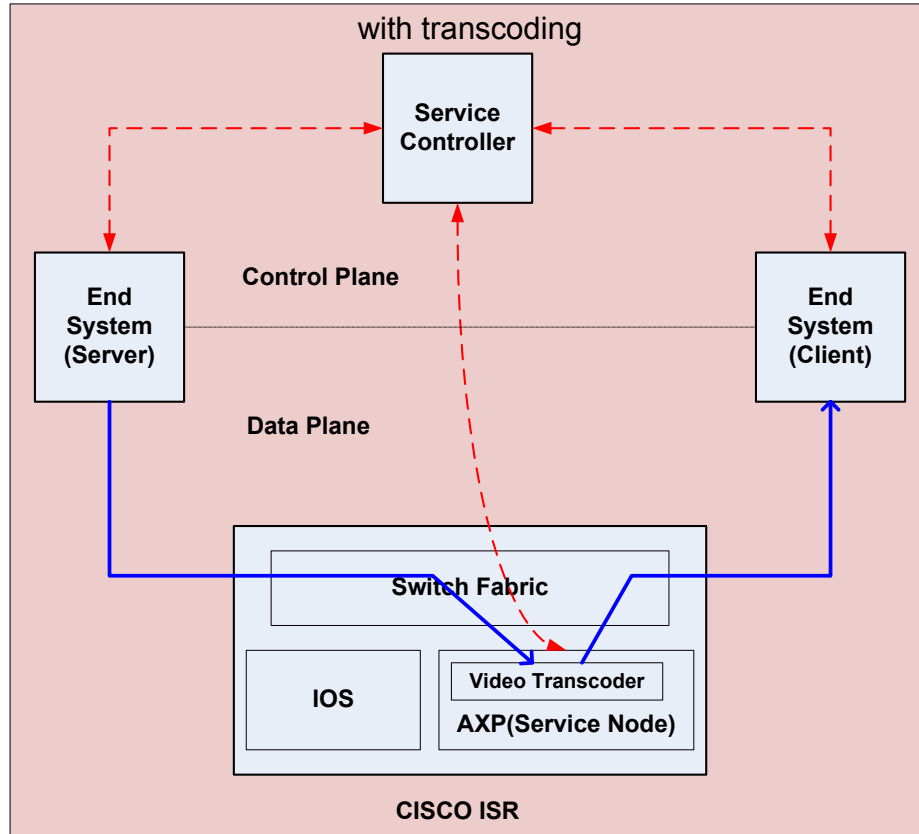 with transcoding
Service
Controller
Control Plane
End
System
(Server)
End
System
(Client)
Data Plane
Switch Fabric
IOS
Video Transcoder
AXP(Service Node)
CISCO ISR